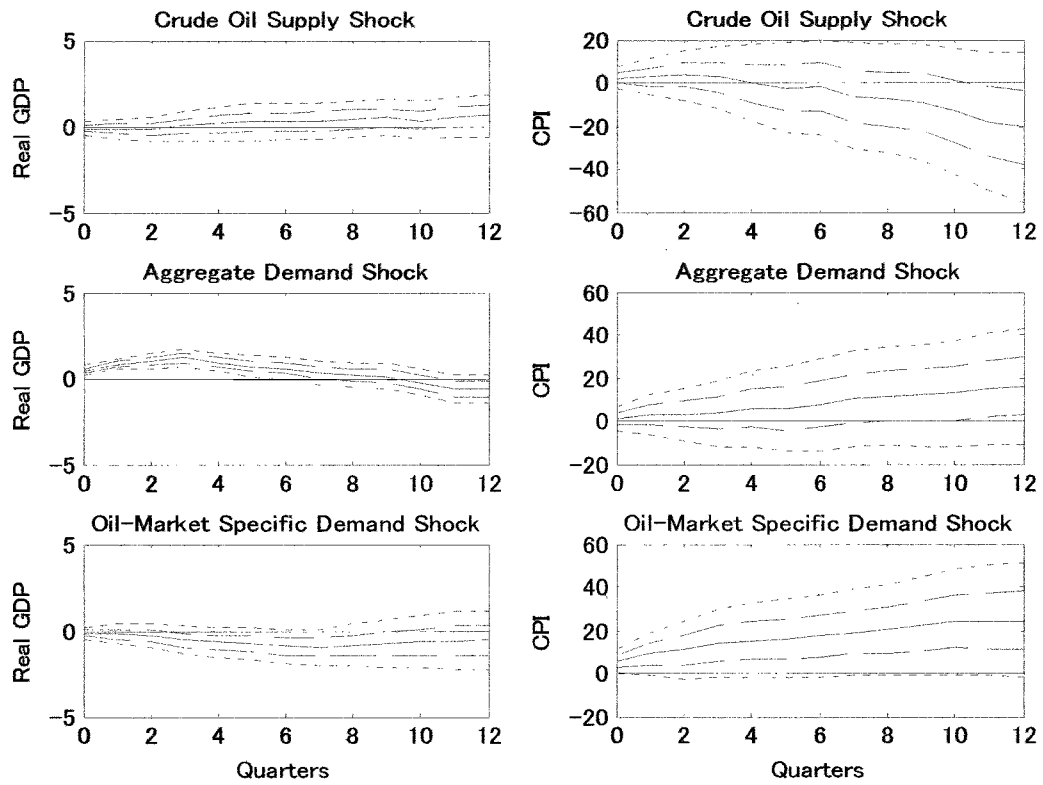 Crude Oil Supply Shock
Real GDP
5
0
−5
0 2 4 6 8 10 12
Crude Oil Supply Shock
CPI
20
0
−20
−40
−60
0 2 4 6 8 10 12
Aggregate Demand Shock
Real GDP
5
0
−5
0 2 4 6 8 10 12
Aggregate Demand Shock
CPI
60
40
20
0
−20
0 2 4 6 8 10 12
Oil−Market Specific Demand Shock
Real GDP
5
0
−5
0 2 4 6 8 10 12
Quarters
Oil−Market Specific Demand Shock
CPI
60
40
20
0
−20
0 2 4 6 8 10 12
Quarters